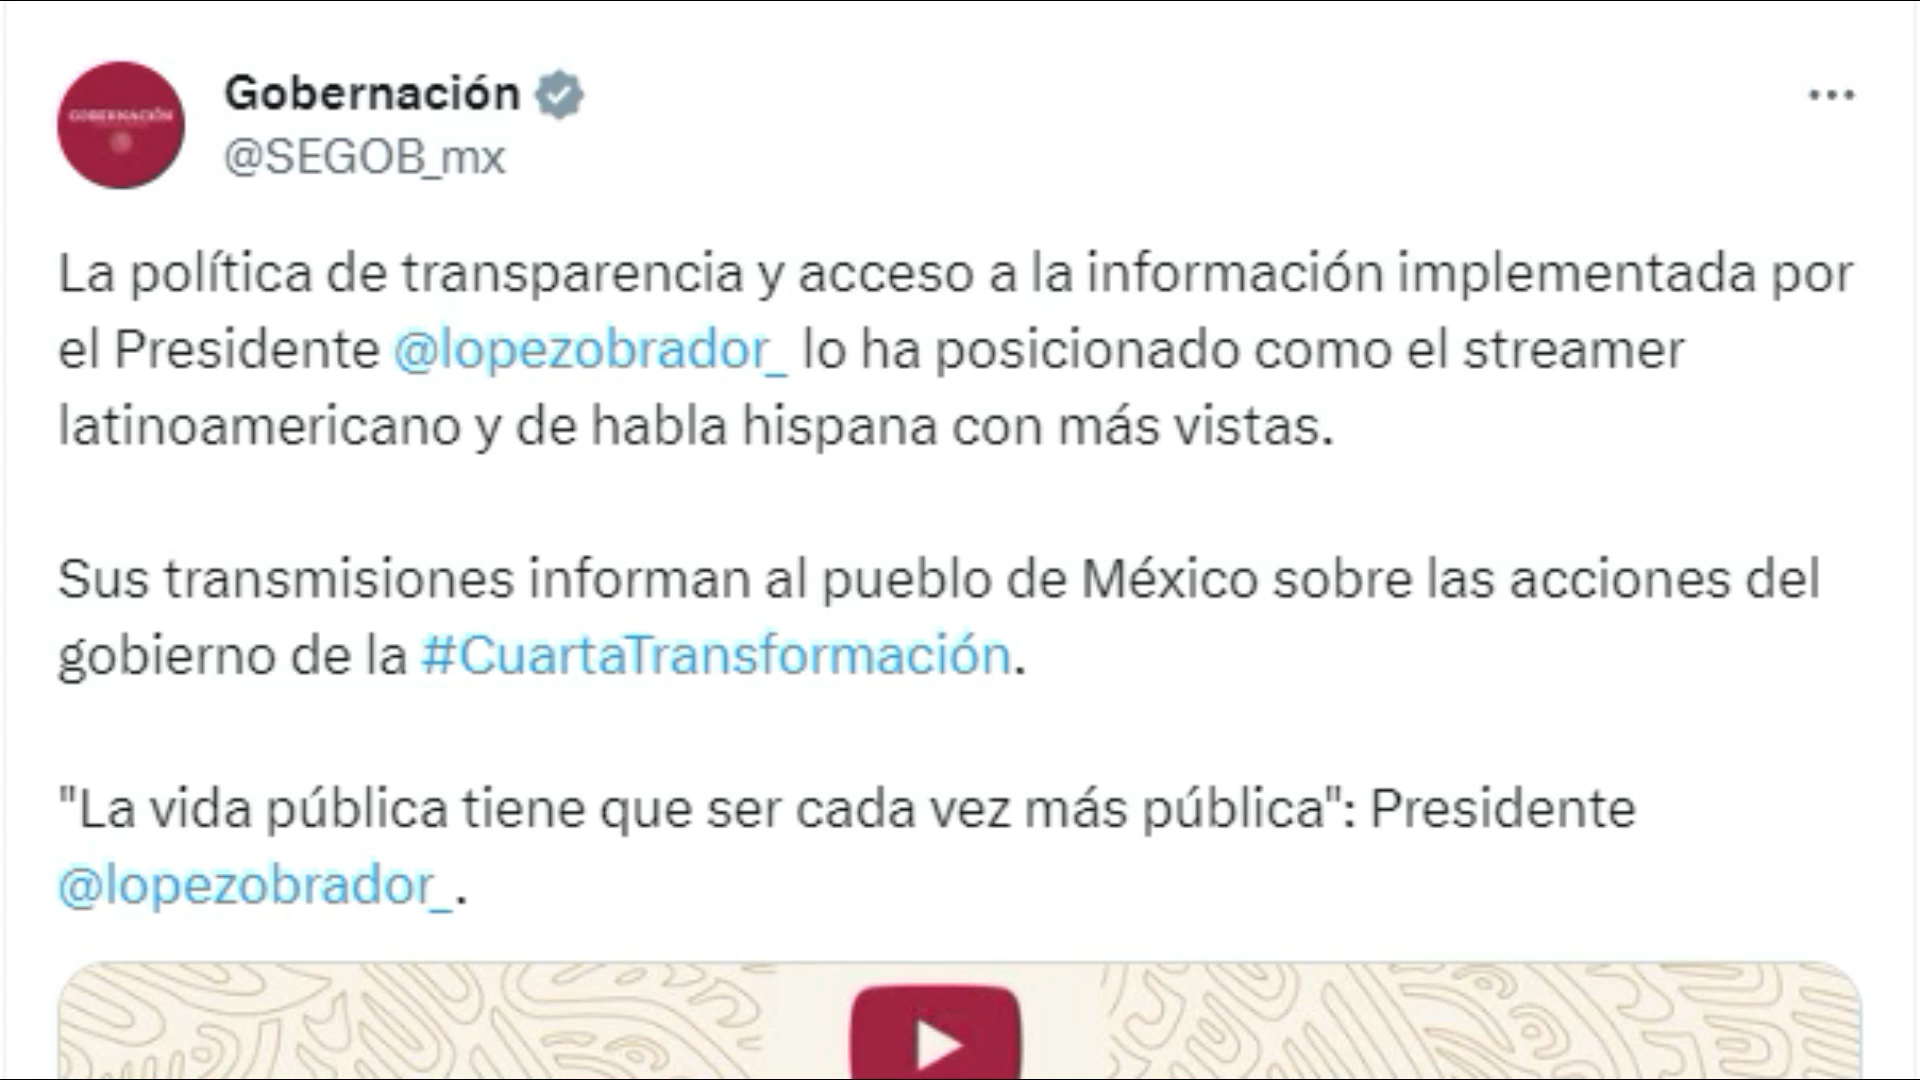 GOBERNACIÓN
Gobernación
@SEGOB_mx
La política de transparencia y acceso a la información implementada por
el Presidente @lopezobrador_ lo ha posicionado como el streamer
latinoamericano y de habla hispana con más vistas.
Sus transmisiones informan al pueblo de México sobre las acciones del
gobierno de la #CuartaTransformación.
"La vida pública tiene que ser cada vez más pública": Presidente
@lopezobrador_.